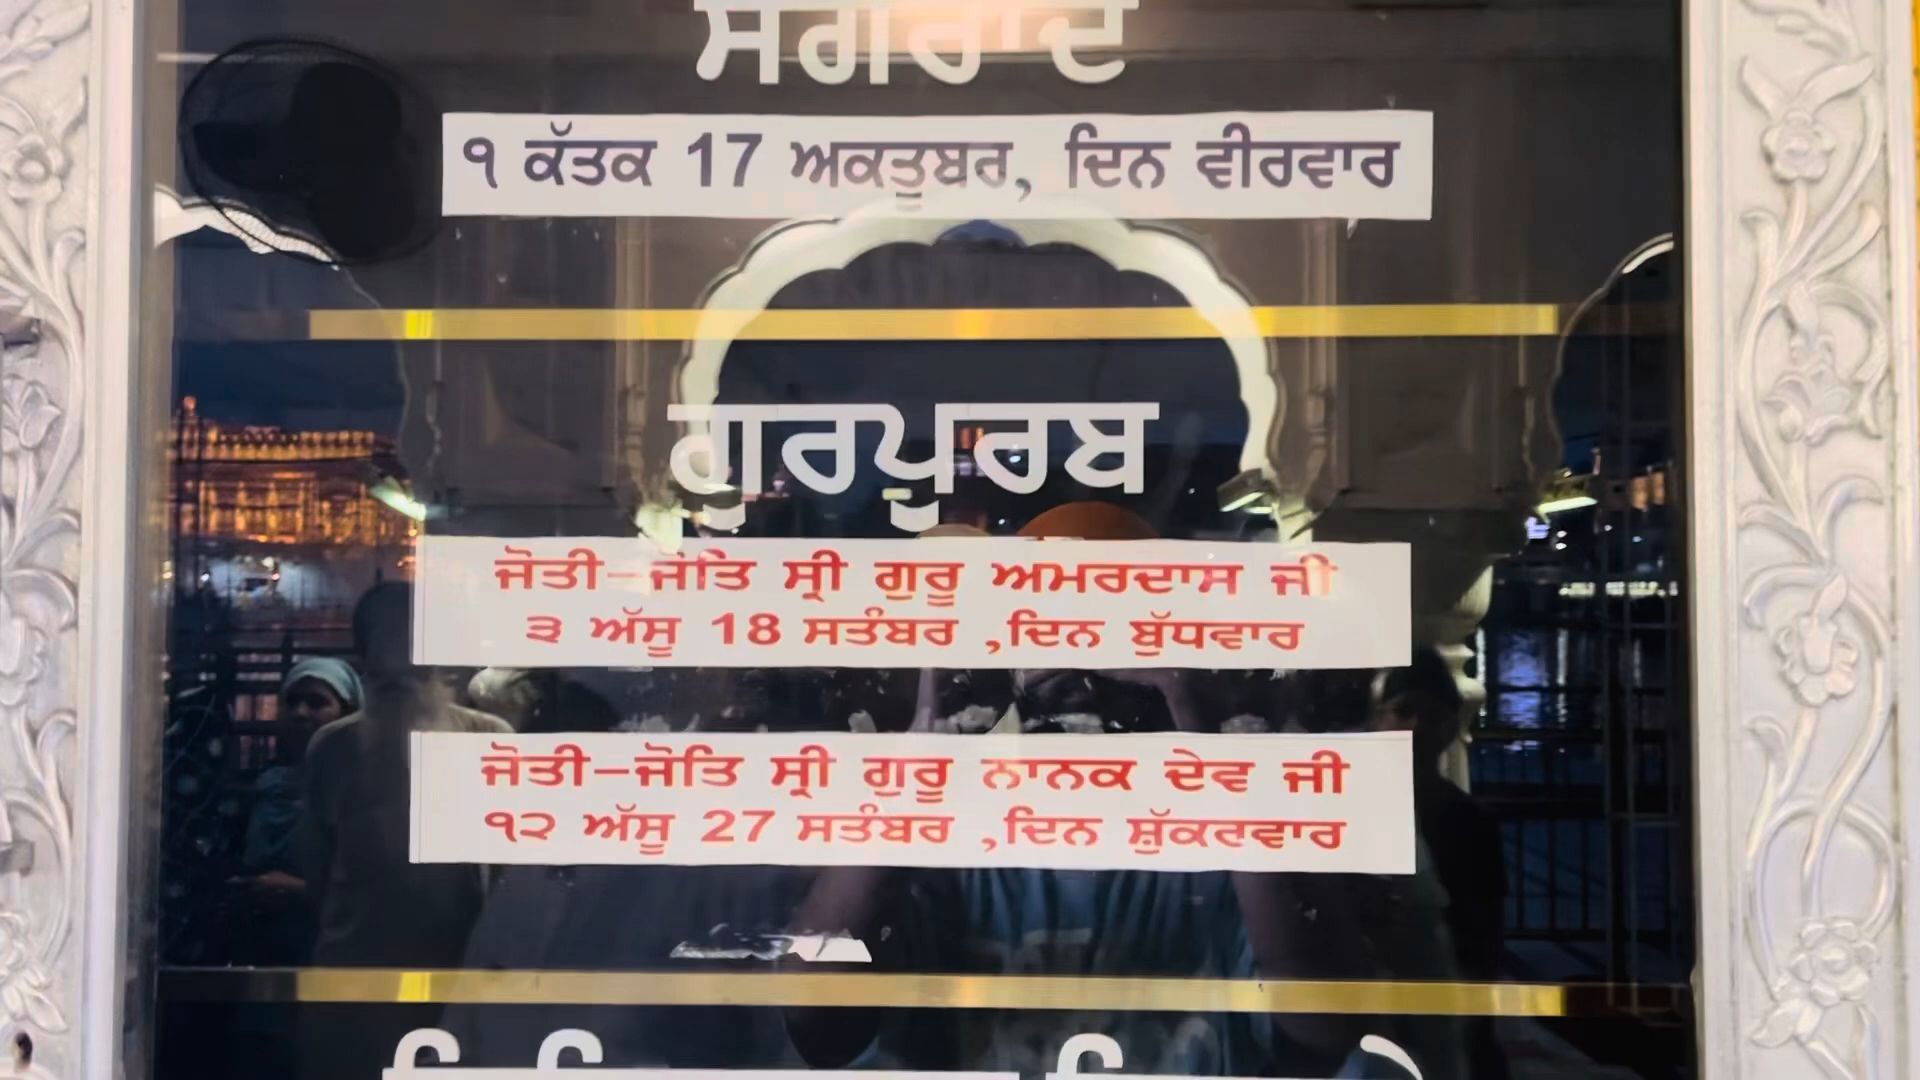 ਸੰਗਰਾਂਦ
੧ ਕੱਤਕ 17 ਅਕਤੂਬਰ, ਦਿਨ ਵੀਰਵਾਰ
ਗੁਰਪੁਰਬ
ਜੋਤੀ-ਜੋਤਿ ਸ੍ਰੀ ਗੁਰੂ ਅਮਰਦਾਸ ਜੀ
੩ ਅੱਸੂ 18 ਸਤੰਬਰ ,ਦਿਨ ਬੁੱਧਵਾਰ
ਜੋਤੀ-ਜੋਤਿ ਸ੍ਰੀ ਗੁਰੂ ਨਾਨਕ ਦੇਵ ਜੀ
੧੨ ਅੱਸੂ 27 ਸਤੰਬਰ ,ਦਿਨ ਸ਼ੁੱਕਰਵਾਰ